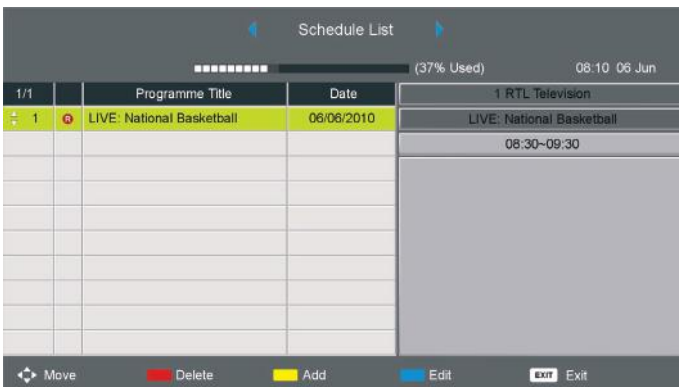 Schedule List
(37% Used) 08:10 06 Jun
1/1 Programme Title Date 1 RTL Television
1 R LIVE: National Basketball 06/06/2010 LIVE: National Basketball
08:30~09:30
Move Delete Add Edit EXIT Exit